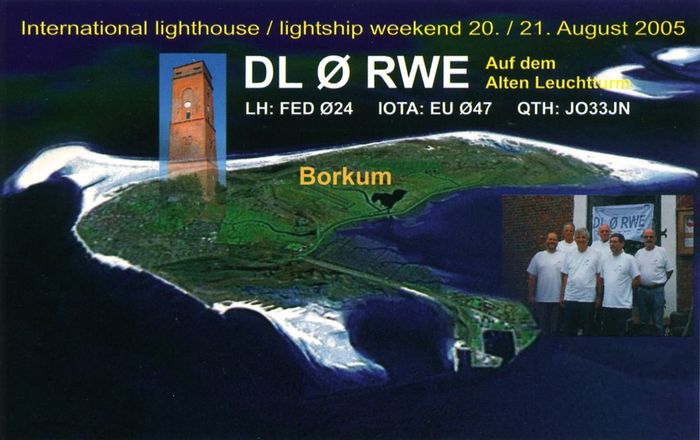 International lighthouse / lightship weekend 20. / 21. August 2005
DL Ø RWE
Auf dem
Alten Leuchtturm
LH: FED Ø24 IOTA: EU Ø47 QTH: JO33JN
Borkum
DL Ø RWE